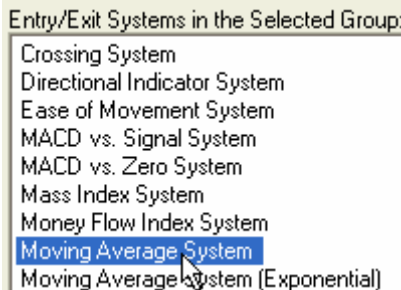 Entry/Exit Systems in the Selected Group:
Crossing System
Directional Indicator System
Ease of Movement System
MACD vs. Signal System
MACD vs. Zero System
Mass Index System
Money Flow Index System
Moving Average System
Moving Average System (Exponential)